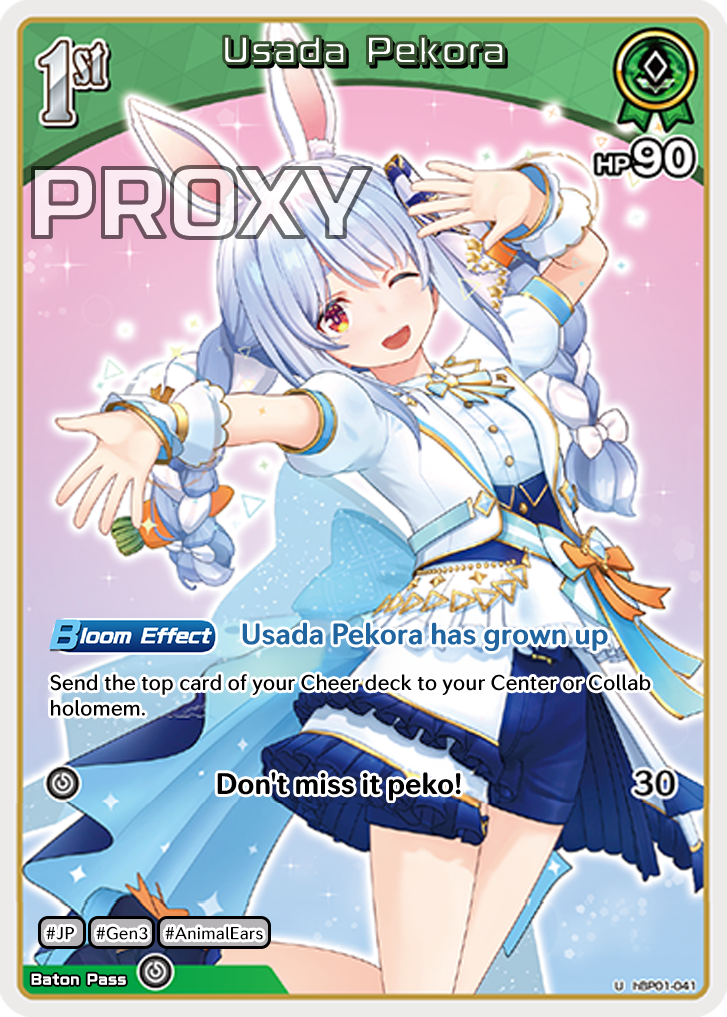 1st
Usada Pekora
HP90
PROXY
Bloom Effect Usada Pekora has grown up
Send the top card of your Cheer deck to your Center or Collab
holomem.
Don't miss it peko! 30
#JP #Gen3 #AnimalEars
Baton Pass
U hBP01-041